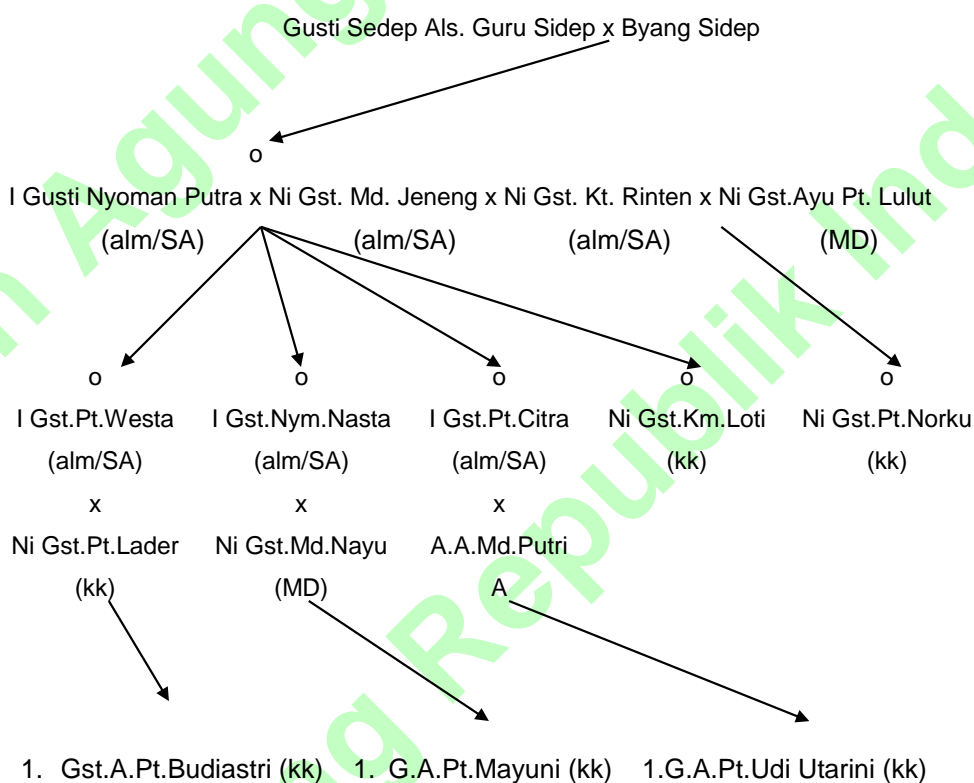 Gusti Sedep Als. Guru Sidep x Byang Sidep
o
I Gusti Nyoman Putra x Ni Gst. Md. Jeneng x Ni Gst. Kt. Rinten x Ni Gst.Ayu Pt. Lulut
(alm/SA) (alm/SA) (alm/SA) (MD)
o o o o o
I Gst.Pt.Westa I Gst.Nym.Nasta I Gst.Pt.Citra Ni Gst.Km.Loti Ni Gst.Pt.Norku
(alm/SA) (alm/SA) (alm/SA) (kk) (kk)
x x x
Ni Gst.Pt.Lader Ni Gst.Md.Nayu A.A.Md.Putri
(kk) (MD) A
1. Gst.A.Pt.Budiastri (kk) 1. G.A.Pt.Mayuni (kk) 1.G.A.Pt.Udi Utarini (kk)
Agung
Republik Ind